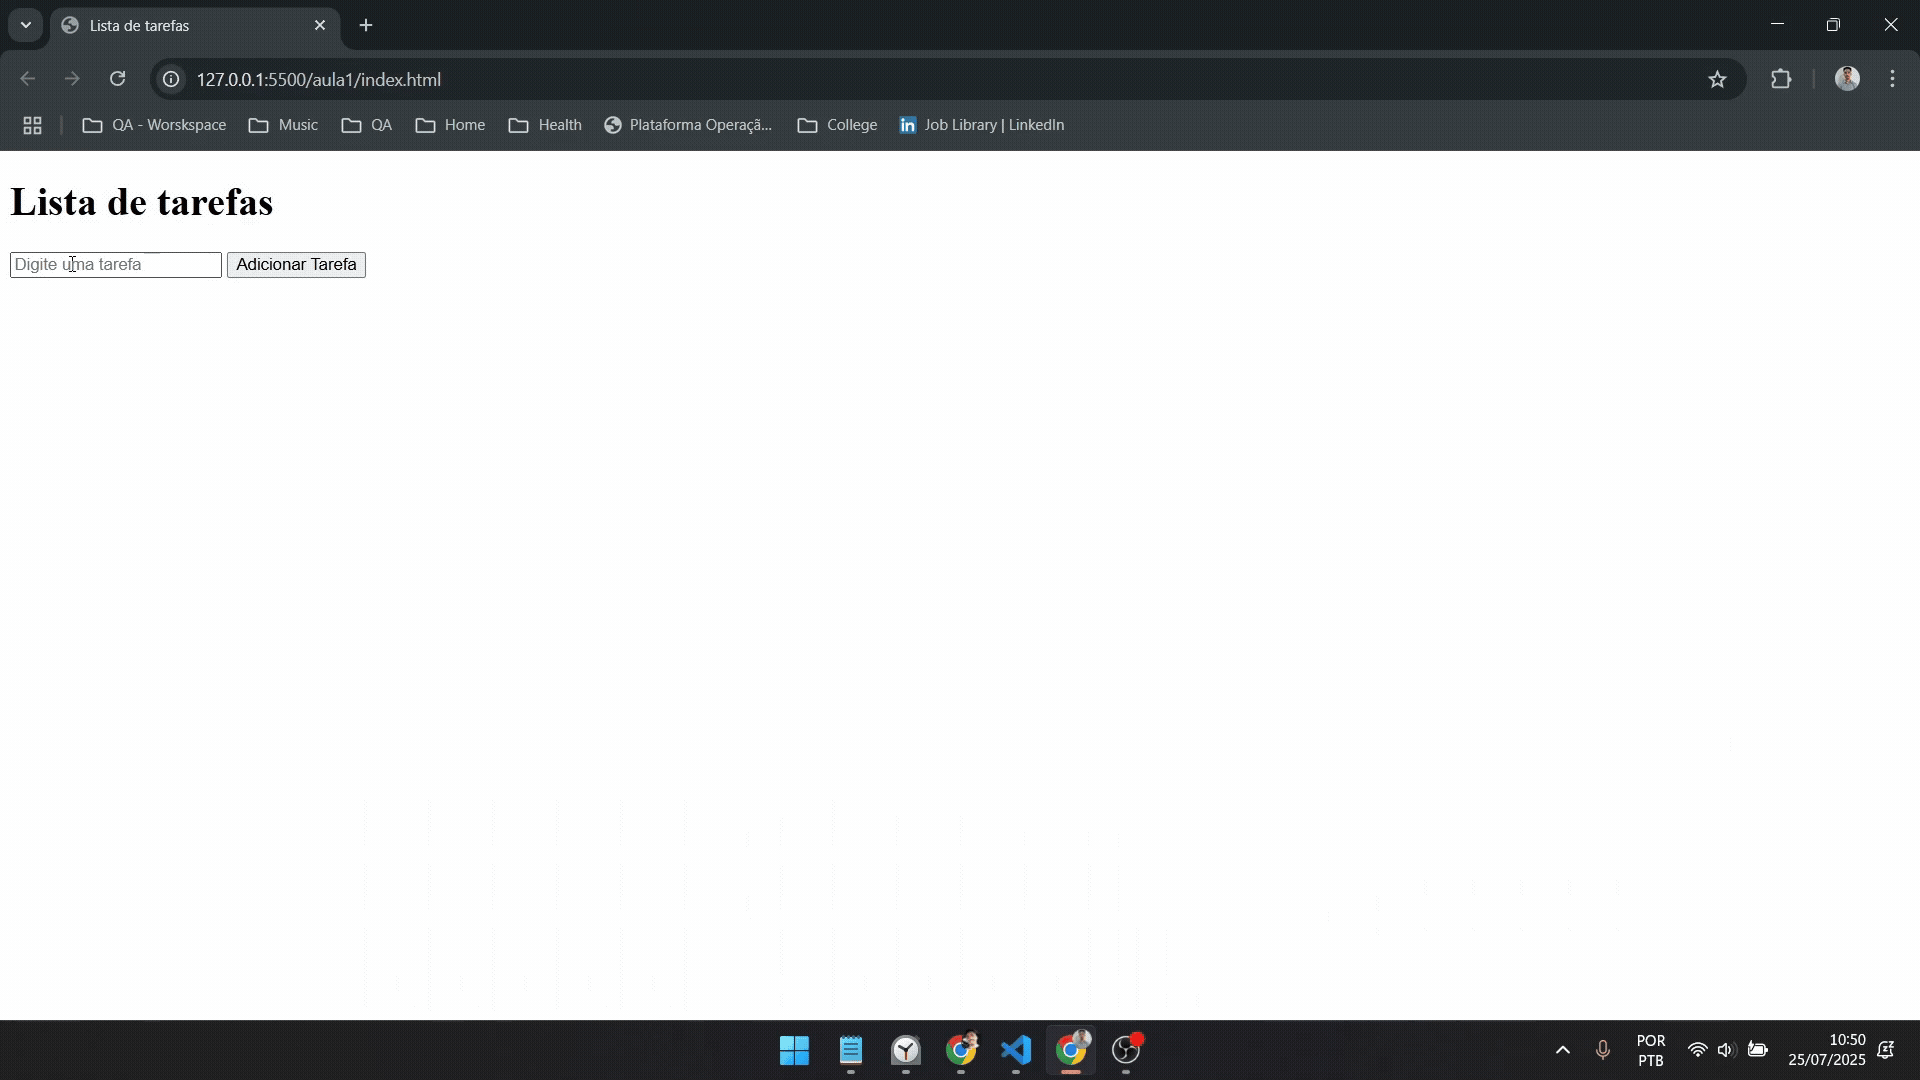 Lista de tarefas
127.0.0.1:5500/aula1/index.html
QA - Worskspace Music QA Home Health Plataforma Operaçã... College Job Library | LinkedIn
Lista de tarefas
Digite uma tarefa Adicionar Tarefa
POR
PTB
10:50
25/07/2025